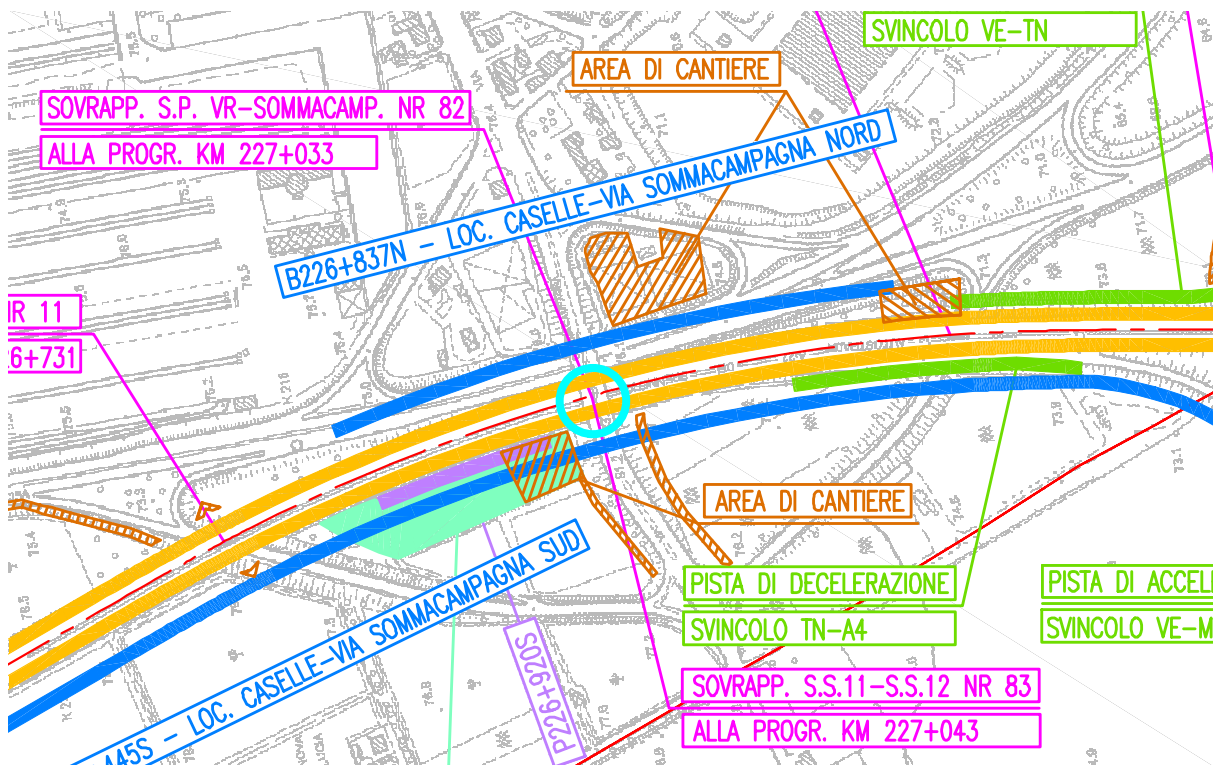 SVINCOLO VE-TN
AREA DI CANTIERE
SOVRAPP. S.P. VR-SOMMACAMP. NR 82
ALLA PROGR. KM 227+033
B226+837N - LOC. CASELLE-VIA SOMMACAMPAGNA NORD
NR 11
26+731
AREA DI CANTIERE
445S - LOC. CASELLE-VIA SOMMACAMPAGNA SUD
P226+920S
PISTA DI DECELERAZIONE
SVINCOLO TN-A4
PISTA DI ACCEL
SVINCOLO VE-M
SOVRAPP. S.S.11-S.S.12 NR 83
ALLA PROGR. KM 227+043